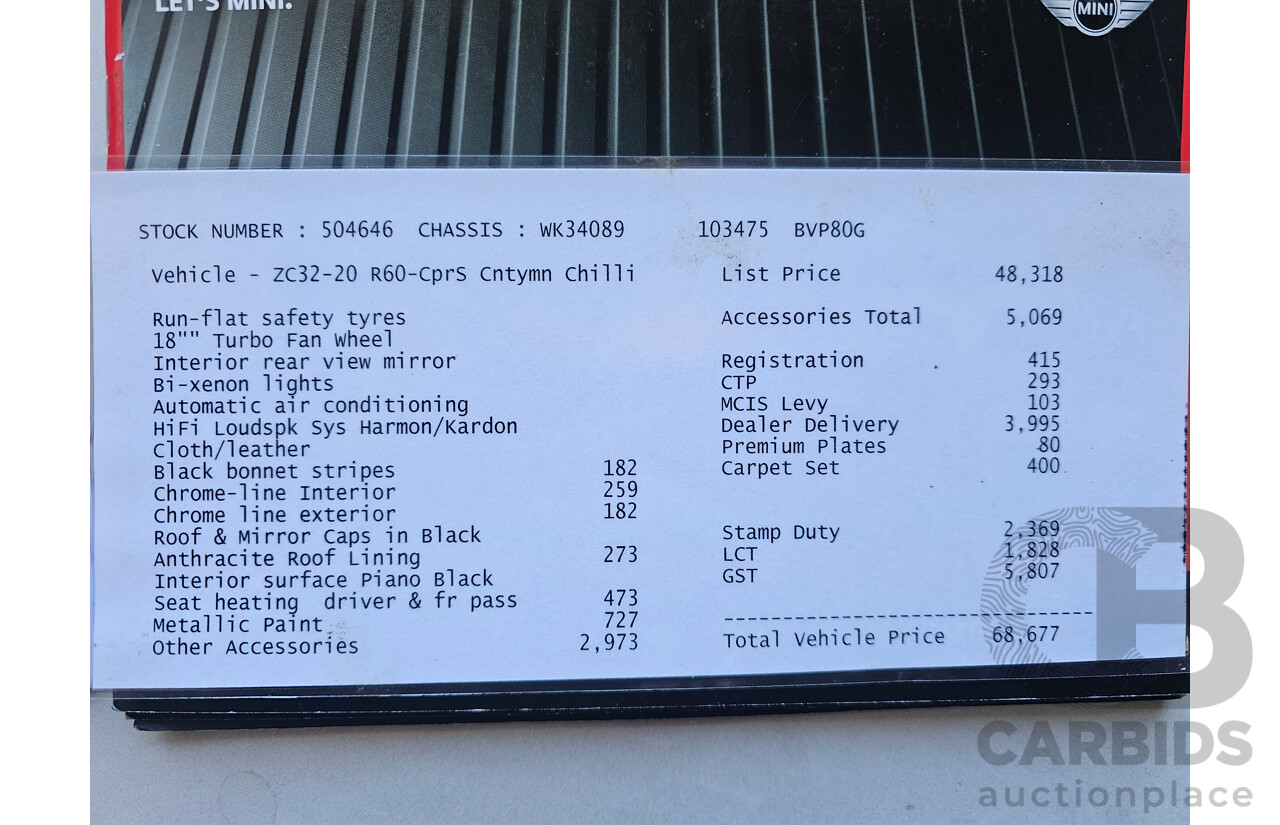 LET'S MINI.
MINI
STOCK NUMBER : 504646 CHASSIS : WK34089 103475 BVP80G
Vehicle - ZC32-20 R60-CprS Cntymn Chilli List Price 48,318
Run-flat safety tyres Accessories Total 5,069
18"" Turbo Fan Wheel
Interior rear view mirror Registration 415
Bi-xenon lights CTP 293
Automatic air conditioning MCIS Levy 103
HiFi Loudspk Sys Harmon/Kardon Dealer Delivery 3,995
Cloth/leather Premium Plates 80
Black bonnet stripes 182 Carpet Set 400
Chrome-line Interior 259
Chrome line exterior 182
Roof & Mirror Caps in Black Stamp Duty 2,369
Anthracite Roof Lining 273 LCT 1,828
Interior surface Piano Black GST 5,807
Seat heating driver & fr pass 473
Metallic Paint 727
Other Accessories 2,973 Total Vehicle Price 68,677
CB
CARBIDS
auctionplace